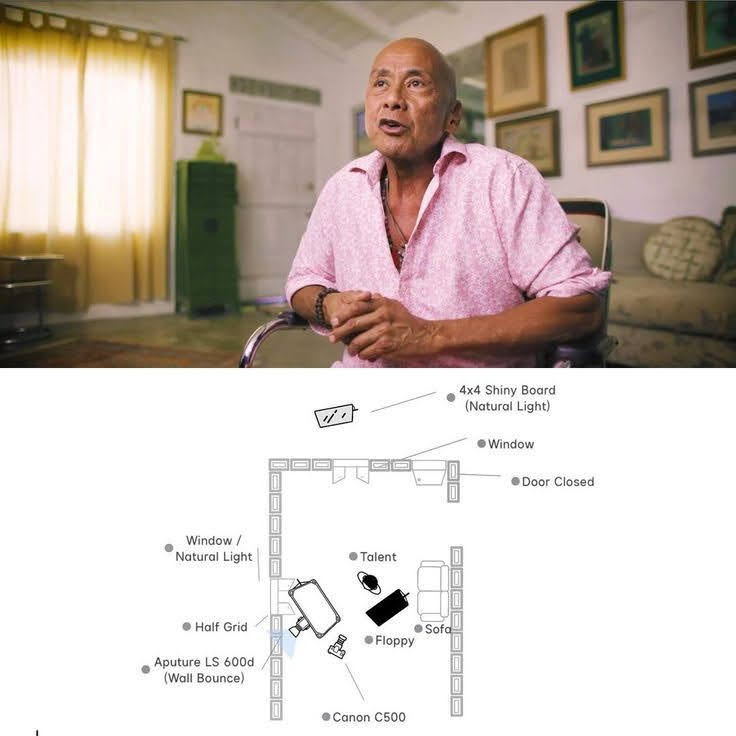 4x4 Shiny Board
(Natural Light)
Window
Door Closed
Window /
Natural Light
Talent
Half Grid
Sofa
Floppy
Aputure LS 600d
(Wall Bounce)
Canon C500